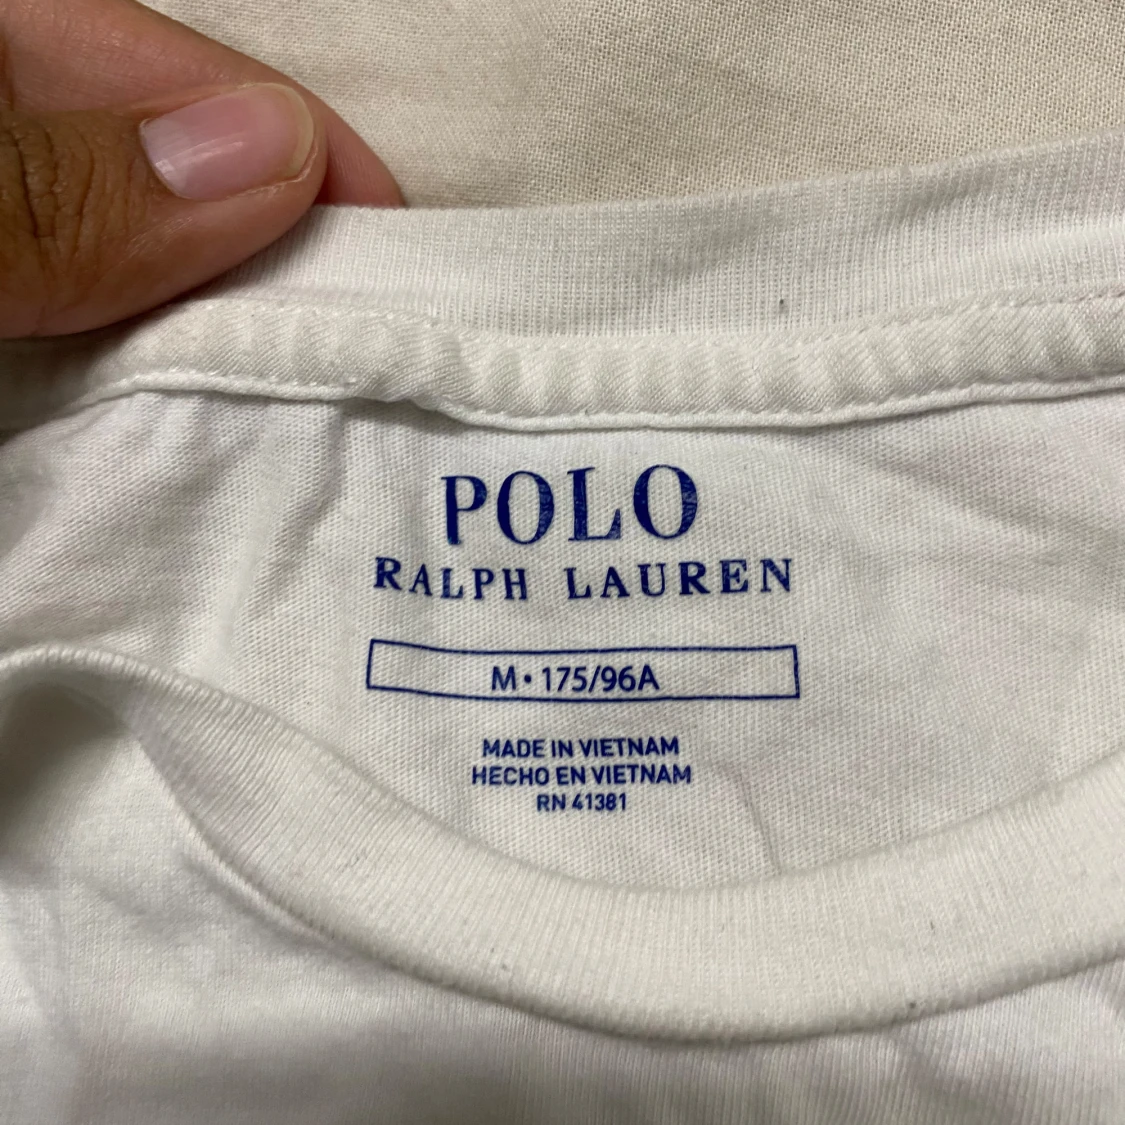 POLO
RALPH LAUREN
M • 175/96A
MADE IN VIETNAM
HECHO EN VIETNAM
RN 41381